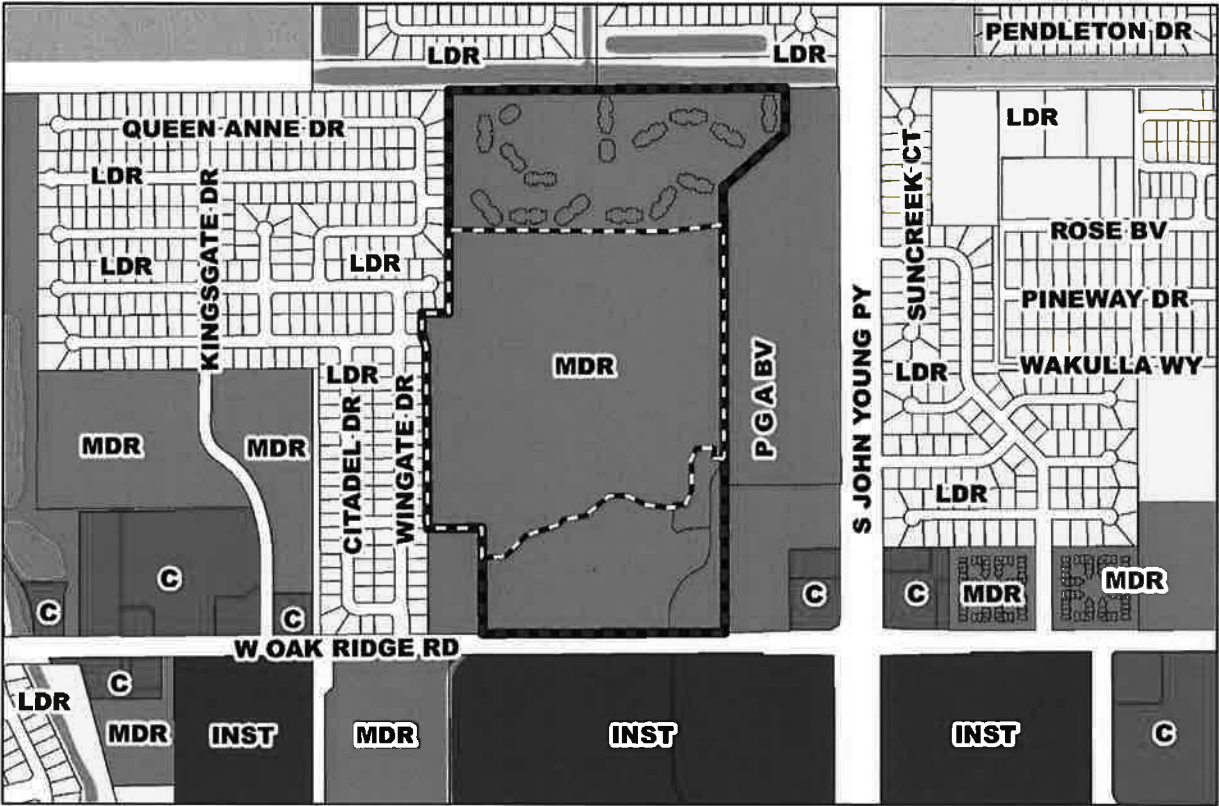 PENDLETON DR
LDR
LDR
LDR
QUEEN ANNE DR
LDR
KINGSGATE DR
SUNCREEK CT
ROSE BV
LDR
LDR
PINEWAY DR
S JOHN YOUNG PY
P G A BV
MDR
WAKULLA WY
LDR
LDR
CITADEL DR
WINGATE DR
MDR
MDR
LDR
C
C
C
C
C
MDR
MDR
W OAK RIDGE RD
C
LDR
MDR
INST
MDR
INST
INST
C